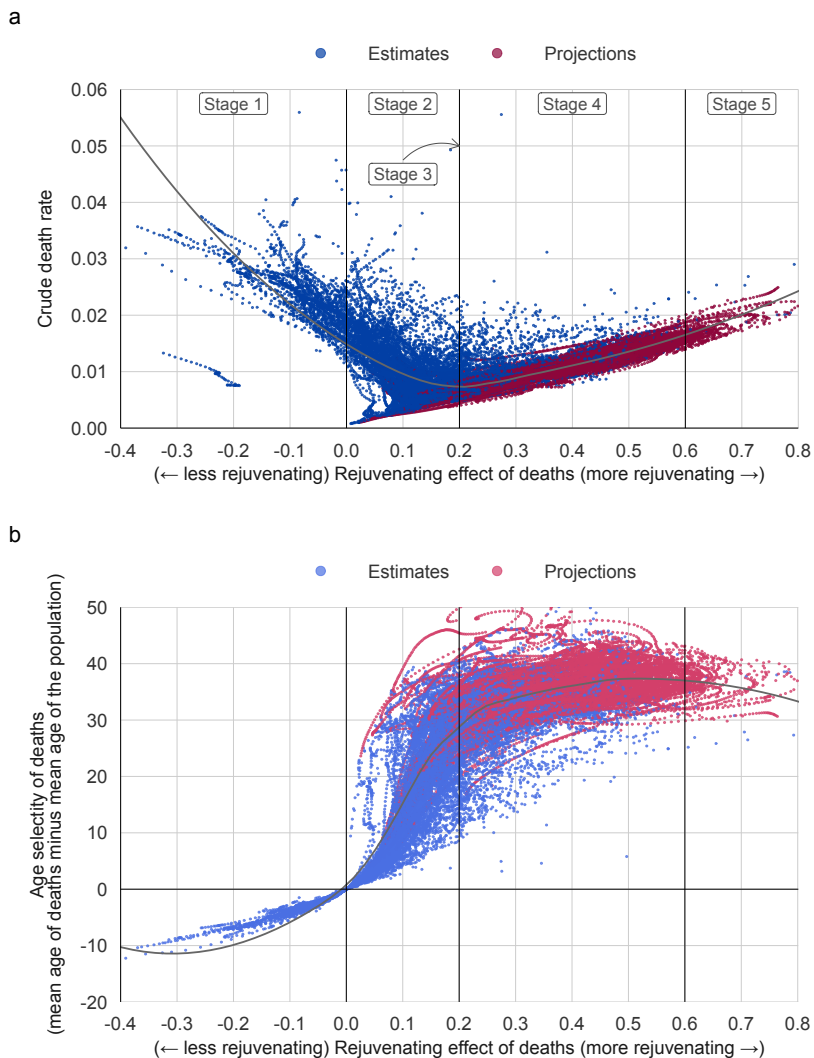 a
Estimates Projections
0.06
Stage 1 Stage 2 Stage 4 Stage 5
0.05
Stage 3
0.04
Crude death rate
0.03
0.02
0.01
0.00
-0.4 -0.3 -0.2 -0.1 0.0 0.1 0.2 0.3 0.4 0.5 0.6 0.7 0.8
(← less rejuvenating) Rejuvenating effect of deaths (more rejuvenating →)
b
Estimates Projections
50
40
30
20
10
0
-10
-20
Age selectity of deaths
(mean age of deaths minus mean age of the population)
-0.4 -0.3 -0.2 -0.1 0.0 0.1 0.2 0.3 0.4 0.5 0.6 0.7 0.8
(← less rejuvenating) Rejuvenating effect of deaths (more rejuvenating →)